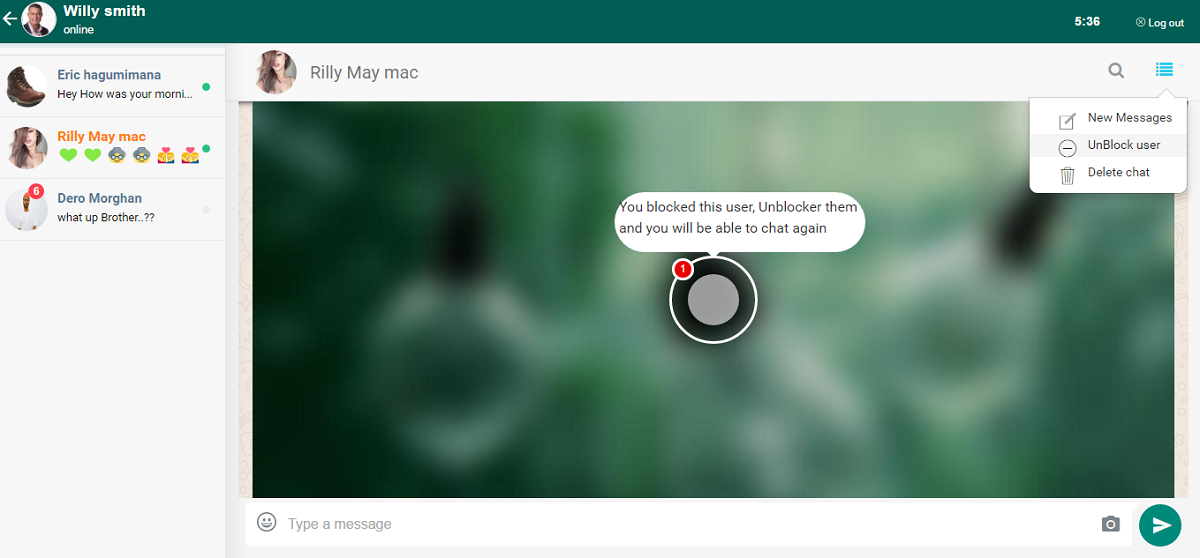 Willy smith
online
5:36
Log out
Eric hagumimana
Hey How was your morni...
Rilly May mac
6
Dero Morghan
what up Brother..??
Rilly May mac
New Messages
UnBlock user
Delete chat
You blocked this user, Unblocker them
and you will be able to chat again
1
Type a message